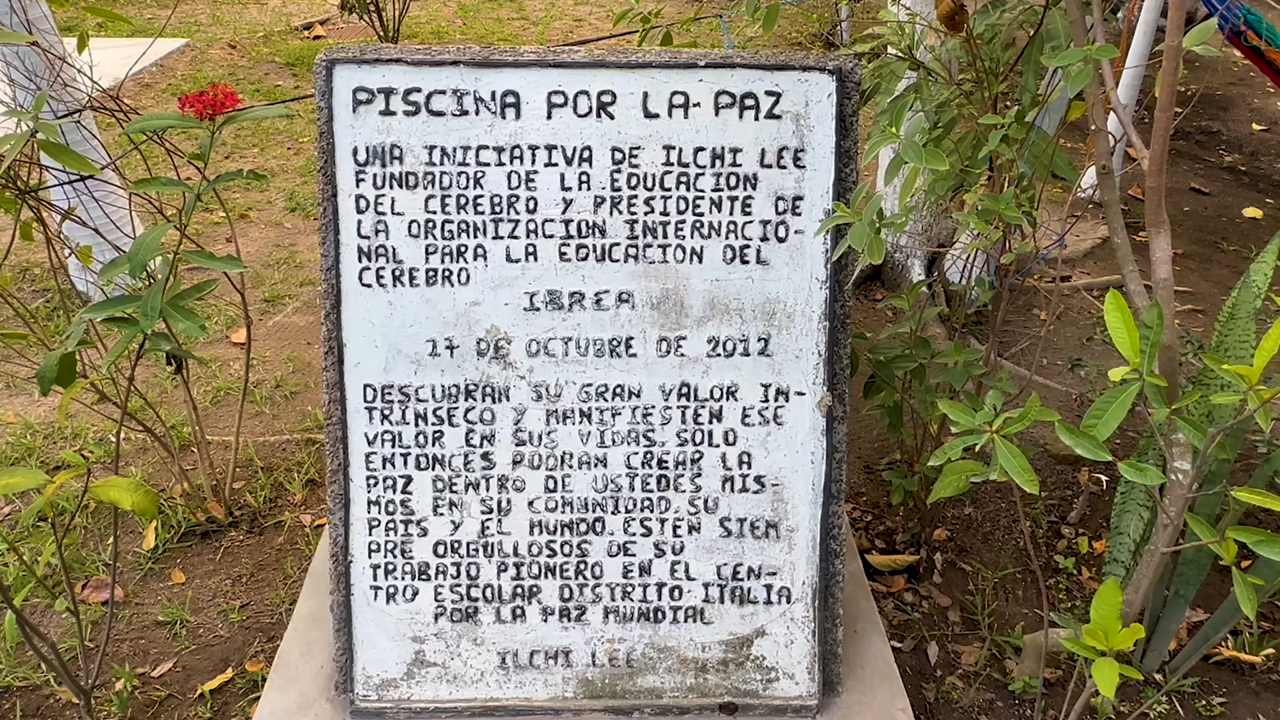 PISCINA POR LA PAZ
UNA INICIATIVA DE ILCHI LEE
FUNDADOR DE LA EDUCACION
DEL CEREBRO Y PRESIDENTE DE
LA ORGANIZACION INTERNACIO-
NAL PARA LA EDUCACION DEL
CEREBRO
IBREA
17 DE OCTUBRE DE 2012
DESCUBRAN SU GRAN VALOR IN-
TRINSECO Y MANIFIESTEN ESE
VALOR EN SUS VIDAS. SOLO
ENTONCES PODRAN CREAR LA
PAZ DENTRO DE USTEDES MIS-
MOS EN SU COMUNIDAD. SU
PAIS Y EL MUNDO. ESTEN SIEM
PRE ORGULLOSOS DE SU
TRABAJO PIONERO EN EL CEN-
TRO ESCOLAR DISTRITO ITALIA
POR LA PAZ MUNDIAL
ILCHI LEE